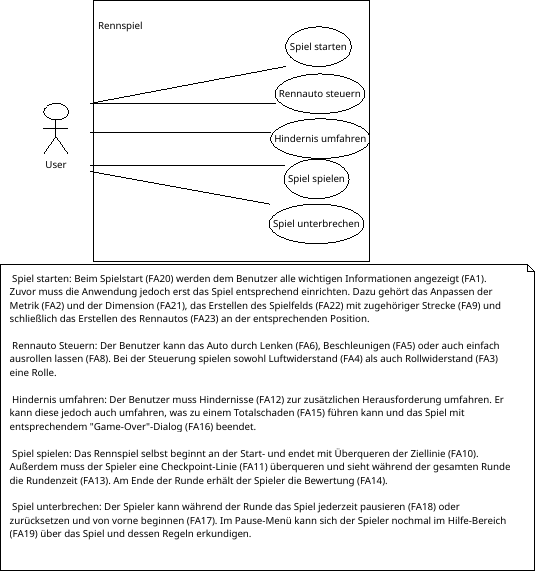 Rennspiel
Spiel starten
Rennauto steuern
Hindernis umfahren
Spiel spielen
Spiel unterbrechen
User
Spiel starten: Beim Spielstart (FA20) werden dem Benutzer alle wichtigen Informationen angezeigt (FA1).
Zuvor muss die Anwendung jedoch erst das Spiel entsprechend einrichten. Dazu gehört das Anpassen der
Metrik (FA2) und der Dimension (FA21), das Erstellen des Spielfelds (FA22) mit zugehöriger Strecke (FA9) und
schließlich das Erstellen des Rennautos (FA23) an der entsprechenden Position.
Rennauto Steuern: Der Benutzer kann das Auto durch Lenken (FA6), Beschleunigen (FA5) oder auch einfach
ausrollen lassen (FA8). Bei der Steuerung spielen sowohl Luftwiderstand (FA4) als auch Rollwiderstand (FA3)
eine Rolle.
Hindernis umfahren: Der Benutzer muss Hindernisse (FA12) zur zusätzlichen Herausforderung umfahren. Er
kann diese jedoch auch umfahren, was zu einem Totalschaden (FA15) führen kann und das Spiel mit
entsprechendem "Game-Over"-Dialog (FA16) beendet.
Spiel spielen: Das Rennspiel selbst beginnt an der Start- und endet mit Überqueren der Ziellinie (FA10).
Außerdem muss der Spieler eine Checkpoint-Linie (FA11) überqueren und sieht während der gesamten Runde
die Rundenzeit (FA13). Am Ende der Runde erhält der Spieler die Bewertung (FA14).
Spiel unterbrechen: Der Spieler kann während der Runde das Spiel jederzeit pausieren (FA18) oder
zurücksetzen und von vorne beginnen (FA17). Im Pause-Menü kann sich der Spieler nochmal im Hilfe-Bereich
(FA19) über das Spiel und dessen Regeln erkundigen.